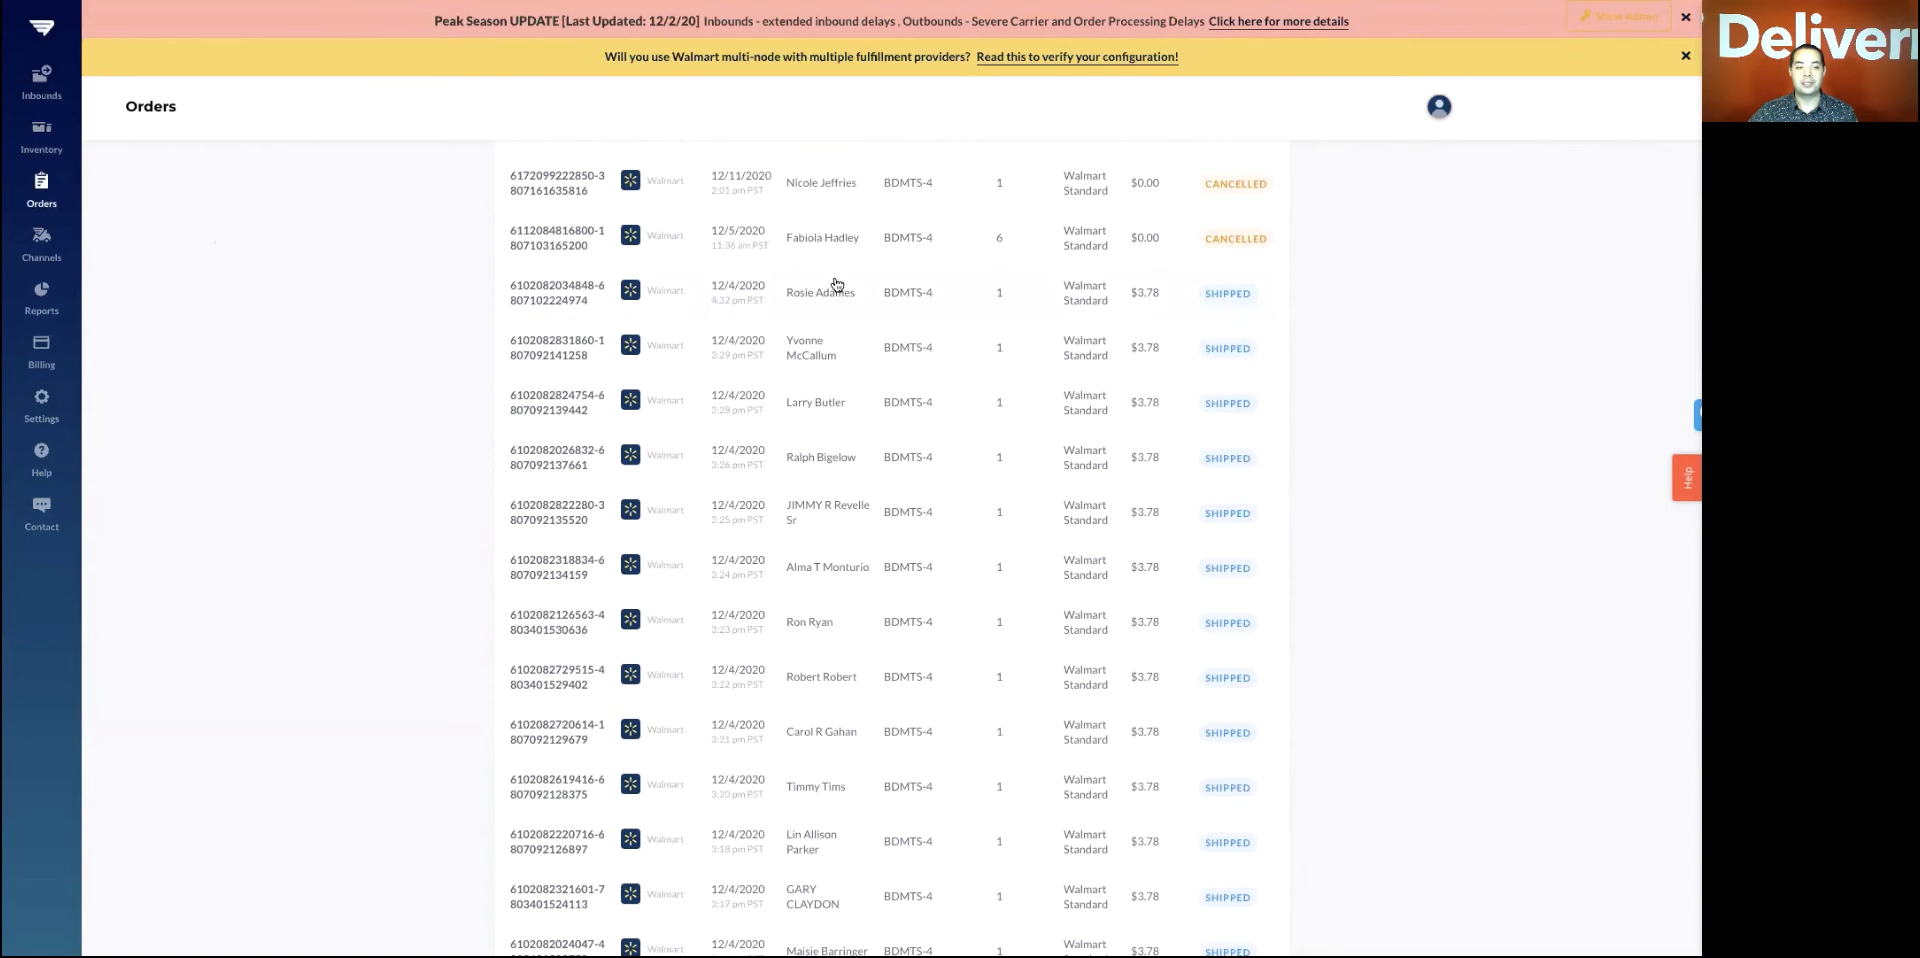 Peak Season UPDATE [Last Updated: 12/2/20] Inbounds - extended inbound delays , Outbounds - Severe Carrier and Order Processing Delays Click here for more details
Will you use Walmart multi-node with multiple fulfillment providers? Read this to verify your configuration!
Deliverr
Inbounds
Inventory
Orders
Channels
Reports
Billing
Settings
Help
Contact
Orders
6172099222850-3 Walmart 12/11/2020 Nicole Jeffries BDMTS-4 1 Walmart $0.00 CANCELLED
807161635816 2:01 pm PST Standard
6112084816800-1 Walmart 12/5/2020 Fabiola Hadley BDMTS-4 6 Walmart $0.00 CANCELLED
807103165200 11:36 am PST Standard
6102082034848-6 Walmart 12/4/2020 Rosie Adames BDMTS-4 1 Walmart $3.78 SHIPPED
807102224974 4:32 pm PST Standard
6102082831860-1 Walmart 12/4/2020 Yvonne BDMTS-4 1 Walmart $3.78 SHIPPED
807092141258 3:29 pm PST McCallum Standard
6102082824754-6 Walmart 12/4/2020 Larry Butler BDMTS-4 1 Walmart $3.78 SHIPPED
807092139442 3:28 pm PST Standard
6102082026832-6 Walmart 12/4/2020 Ralph Bigelow BDMTS-4 1 Walmart $3.78 SHIPPED
807092137661 3:26 pm PST Standard
6102082822280-3 Walmart 12/4/2020 JIMMY R Revelle BDMTS-4 1 Walmart $3.78 SHIPPED
807092135520 3:25 pm PST Sr Standard
6102082318834-6 Walmart 12/4/2020 Alma T Monturio BDMTS-4 1 Walmart $3.78 SHIPPED
807092134159 3:24 pm PST Standard
6102082126563-4 Walmart 12/4/2020 Ron Ryan BDMTS-4 1 Walmart $3.78 SHIPPED
803401530636 3:23 pm PST Standard
6102082729515-4 Walmart 12/4/2020 Robert Robert BDMTS-4 1 Walmart $3.78 SHIPPED
803401529402 3:22 pm PST Standard
6102082720614-1 Walmart 12/4/2020 Carol R Gahan BDMTS-4 1 Walmart $3.78 SHIPPED
807092129679 3:21 pm PST Standard
6102082619416-6 Walmart 12/4/2020 Timmy Tims BDMTS-4 1 Walmart $3.78 SHIPPED
807092128375 3:20 pm PST Standard
6102082220716-6 Walmart 12/4/2020 Lin Allison BDMTS-4 1 Walmart $3.78 SHIPPED
807092126897 3:18 pm PST Parker Standard
6102082321601-7 Walmart 12/4/2020 GARY BDMTS-4 1 Walmart $3.78 SHIPPED
803401524113 3:17 pm PST CLAYDON Standard
6102082024047-4 Walmart 12/4/2020 Maisie Barringer BDMTS-4 1 Walmart $3.78 SHIPPED
Standard
Help